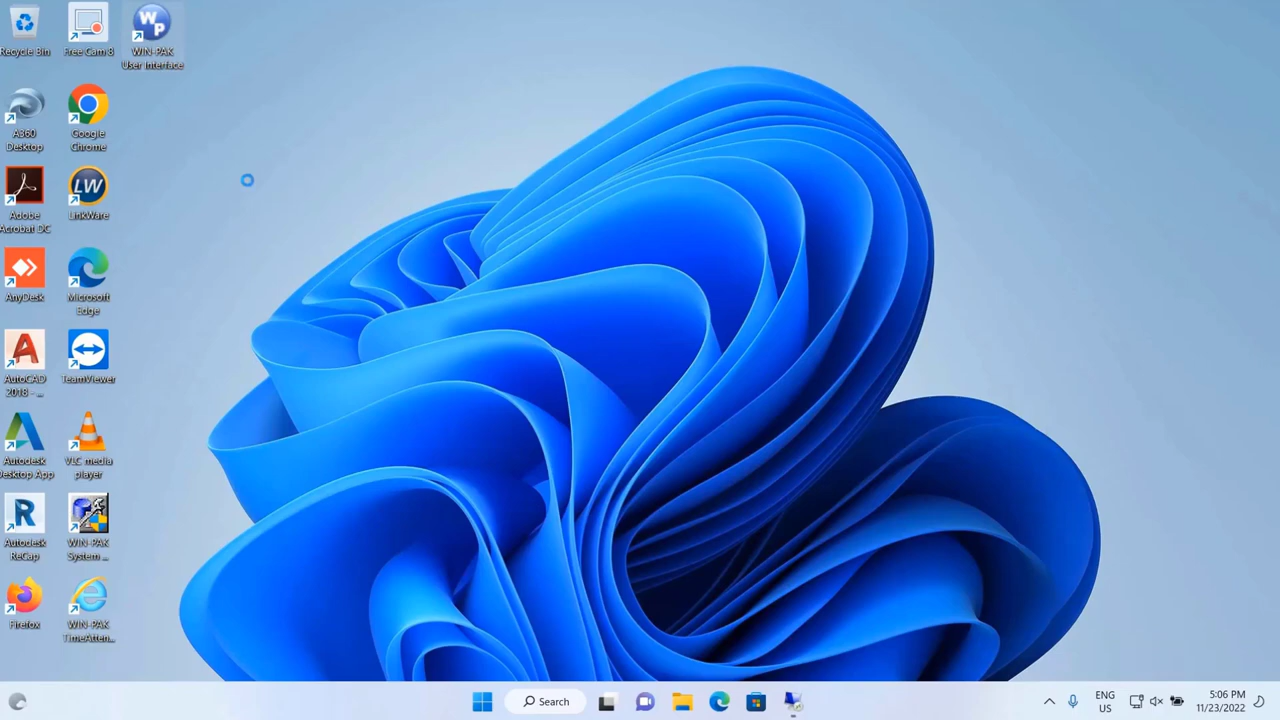 Recycle Bin
Free Cam 8
WIN-PAK
User Interface
WP
A360
Desktop
Google
Chrome
Adobe
Acrobat DC
LW
LinkWare
AnyDesk
Microsoft
Edge
AutoCAD
2018 - ...
TeamViewer
Autodesk
Desktop App
VLC media
player
Autodesk
ReCap
WIN-PAK
System ...
Firefox
WIN-PAK
TimeAtten...
Search
ENG
US
5:06 PM
11/23/2022